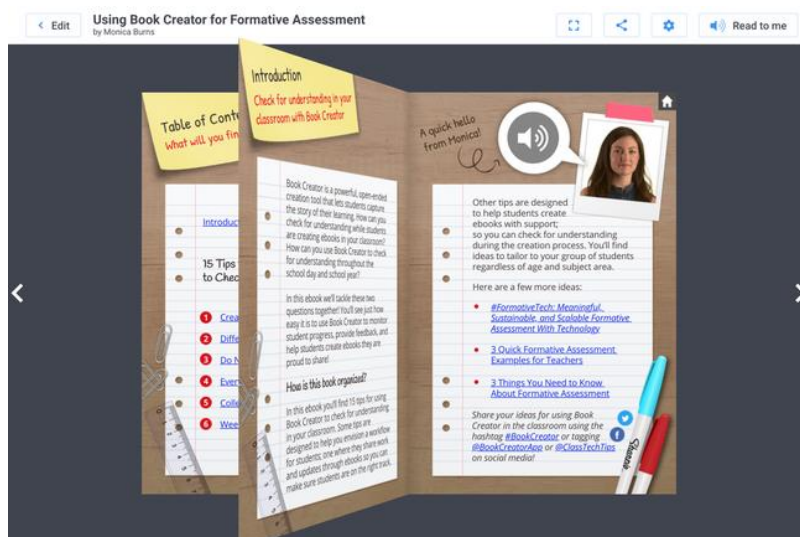 Edit
Using Book Creator for Formative Assessment
by Monica Burns
Read to me
Table of Conte
What will you fin
Introduc
15 Tips
to Chec
1 Crea
2 Diffe
3 Do N
4 Even
5 Colle
6 Wee
Introduction
Check for understanding in your
classroom with Book Creator
Book Creator is a powerful, open-ended
creation tool that lets students capture
the story of their learning. How can you
check for understanding while students
are creating ebooks in your classroom?
How can you use Book Creator to check
for understanding throughout the
school day and school year?
In this ebook we'll tackle these two
questions together! You'll see just how
easy it is to use Book Creator to monitor
student progress, provide feedback, and
help students create ebooks they are
proud to share!
How is this book organized?
In this ebook you'll find 15 tips for using
Book Creator to check for understanding
in your classroom. Some tips are
designed to help you envision a workflow
for students; one where they share work
and updates through ebooks so you can
make sure students are on the right track.
A quick hello
from Monica!
Other tips are designed
to help students create
ebooks with support;
so you can check for understanding
during the creation process. You'll find
ideas to tailor to your group of students
regardless of age and subject area.
Here are a few more ideas:
#FormativeTech: Meaningful,
Sustainable, and Scalable Formative
Assessment With Technology
3 Quick Formative Assessment
Examples for Teachers
3 Things You Need to Know
About Formative Assessment
Share your ideas for using Book
Creator in the classroom using the
hashtag #BookCreator or tagging
@BookCreatorApp or @ClassTechTips
on social media!
Sharpie